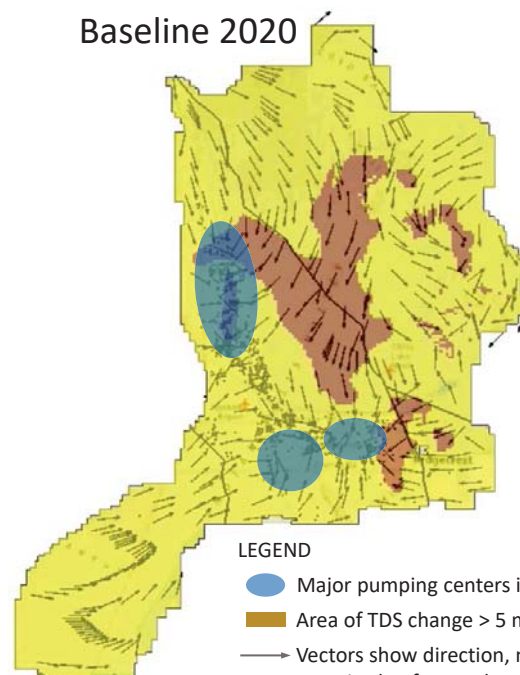 Baseline 2020
LEGEND
Major pumping centers i
Area of TDS change > 5 m
Vectors show direction, n